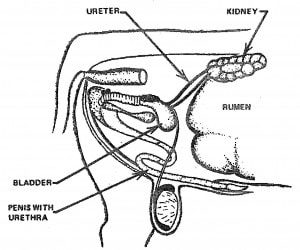 URETER
KIDNEY
RUMEN
BLADDER
PENIS WITH
URETHRA